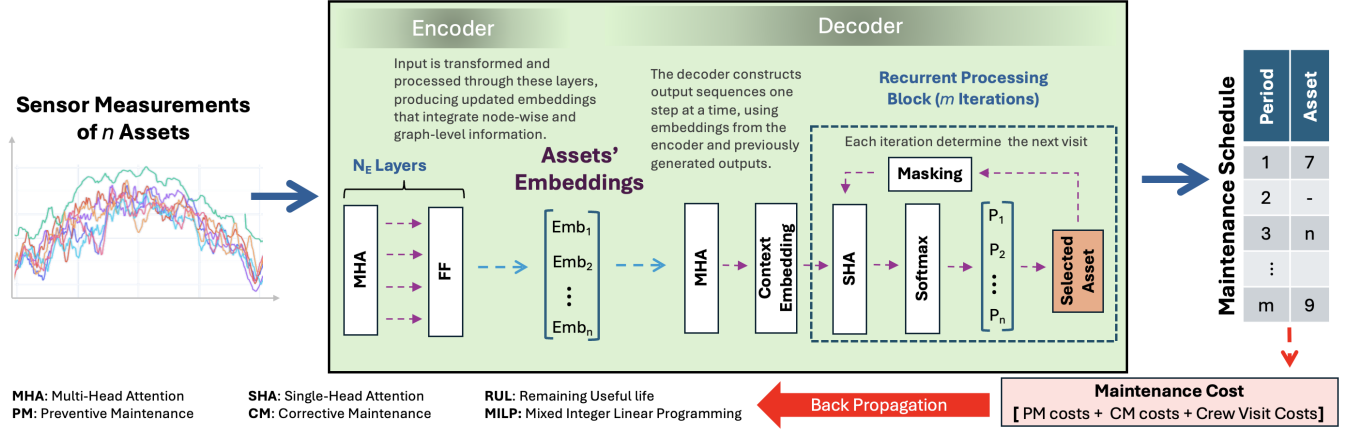 Sensor Measurements
of n Assets
Encoder
Input is transformed and
processed through these layers,
producing updated embeddings
that integrate node-wise and
graph-level information.
NE Layers
MHA
FF
Assets’
Embeddings
Emb1
Emb2
⋮
Embn
Decoder
The decoder constructs
output sequences one
step at a time, using
embeddings from the
encoder and previously
generated outputs.
MHA
Context
Embedding
Recurrent Processing
Block (m Iterations)
Each iteration determine the next visit
Masking
SHA
Softmax
P1
P2
⋮
Pn
Selected
Asset
Maintenance Schedule
Period Asset
1 7
2 -
3 n
⋮
m 9
Maintenance Cost
[ PM costs + CM costs + Crew Visit Costs]
Back Propagation
MHA: Multi-Head Attention SHA: Single-Head Attention RUL: Remaining Useful life
PM: Preventive Maintenance CM: Corrective Maintenance MILP: Mixed Integer Linear Programming